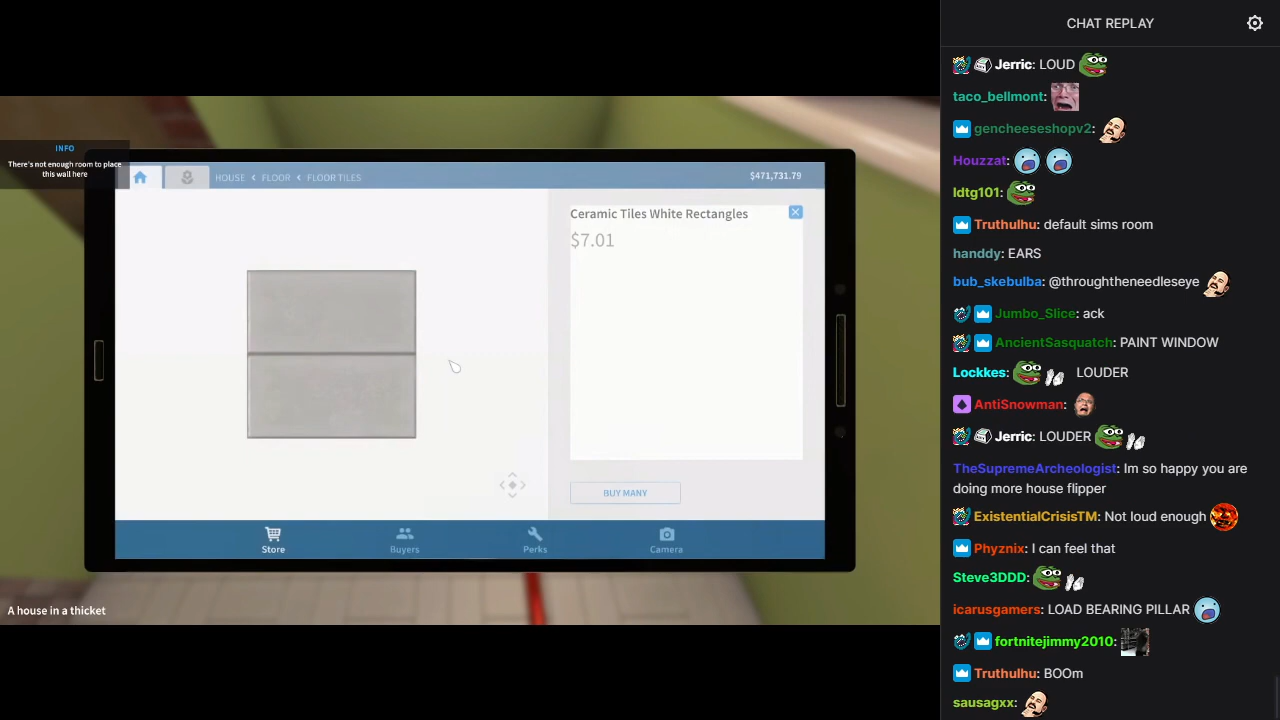 INFO
There's not enough room to place
this wall here
HOUSE < FLOOR < FLOOR TILES
$471,731.79
Ceramic Tiles White Rectangles
$7.01
BUY MANY
Store
Buyers
Perks
Camera
A house in a thicket
CHAT REPLAY
Jerric: LOUD
taco_bellmont:
gencheeseshopv2:
Houzzat:
ldtg101:
Truthulhu: default sims room
handdy: EARS
bub_skebulba: @throughtheneedleseye
Jumbo_Slice: ack
AncientSasquatch: PAINT WINDOW
Lockkes: LOUDER
AntiSnowman:
Jerric: LOUDER
TheSupremeArcheologist: Im so happy you are
doing more house flipper
ExistentialCrisisTM: Not loud enough
Phyznix: I can feel that
Steve3DDD:
icarusgamers: LOAD BEARING PILLAR
fortnitejimmy2010:
Truthulhu: BOOm
sausagxx: